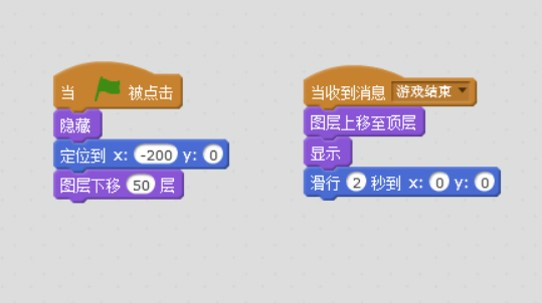 当 被点击
隐藏
定位到 x: -200 y: 0
图层下移 50 层
当收到消息 游戏结束
图层上移至顶层
显示
滑行 2 秒到 x: 0 y: 0